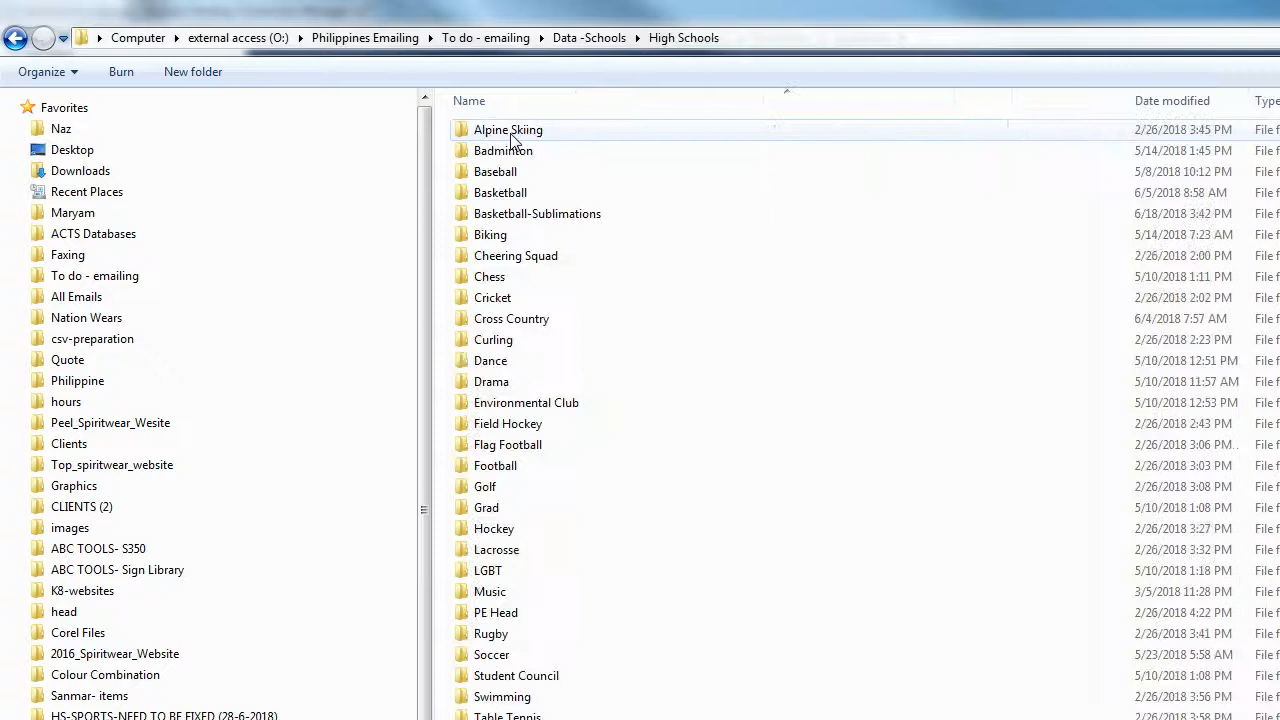 Computer external access (O:) Philippines Emailing To do - emailing Data -Schools High Schools
Organize Burn New folder
Name Date modified Type
Favorites
Naz
Desktop
Downloads
Recent Places
Maryam
ACTS Databases
Faxing
To do - emailing
All Emails
Nation Wears
csv-preparation
Quote
Philippine
hours
Peel_Spiritwear_Wesite
Clients
Top_spiritwear_website
Graphics
CLIENTS (2)
images
ABC TOOLS- S350
ABC TOOLS- Sign Library
K8-websites
head
Corel Files
2016_Spiritwear_Website
Colour Combination
Sanmar- items
HS-SPORTS-NEED TO BE FIXED (28-6-2018)
Alpine Skiing 2/26/2018 3:45 PM File f
Badminton 5/14/2018 1:45 PM File f
Baseball 5/8/2018 10:12 PM File f
Basketball 6/5/2018 8:58 AM File f
Basketball-Sublimations 6/18/2018 3:42 PM File f
Biking 5/14/2018 7:23 AM File f
Cheering Squad 2/26/2018 2:00 PM File f
Chess 5/10/2018 1:11 PM File f
Cricket 2/26/2018 2:02 PM File f
Cross Country 6/4/2018 7:57 AM File f
Curling 2/26/2018 2:23 PM File f
Dance 5/10/2018 12:51 PM File f
Drama 5/10/2018 11:57 AM File f
Environmental Club 5/10/2018 12:53 PM File f
Field Hockey 2/26/2018 2:43 PM File f
Flag Football 2/26/2018 3:06 PM File f
Football 2/26/2018 3:03 PM File f
Golf 2/26/2018 3:08 PM File f
Grad 5/10/2018 1:08 PM File f
Hockey 2/26/2018 3:27 PM File f
Lacrosse 2/26/2018 3:32 PM File f
LGBT 5/10/2018 1:18 PM File f
Music 3/5/2018 11:28 PM File f
PE Head 2/26/2018 4:22 PM File f
Rugby 2/26/2018 3:41 PM File f
Soccer 5/23/2018 5:58 AM File f
Student Council 5/10/2018 1:08 PM File f
Swimming 2/26/2018 3:56 PM File f
Table Tennis 2/26/2018 3:58 PM File f